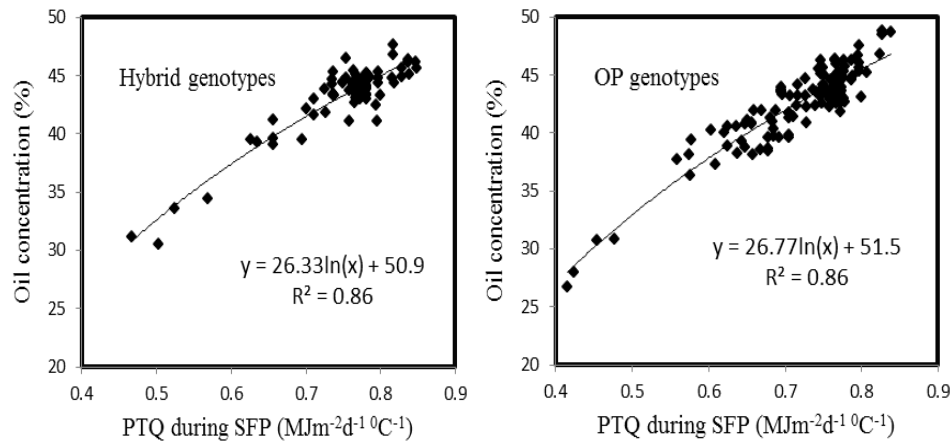 Oil concentration (%)
50
45
40
35
30
25
20
Hybrid genotypes
y = 26.33ln(x) + 50.9
R² = 0.86
0.4 0.5 0.6 0.7 0.8 0.9
PTQ during SFP (MJm⁻²d⁻¹ ⁰C⁻¹)
Oil concentration (%)
50
45
40
35
30
25
20
OP genotypes
y = 26.77ln(x) + 51.5
R² = 0.86
0.4 0.5 0.6 0.7 0.8 0.9
PTQ during SFP (MJm⁻²d⁻¹ ⁰C⁻¹)